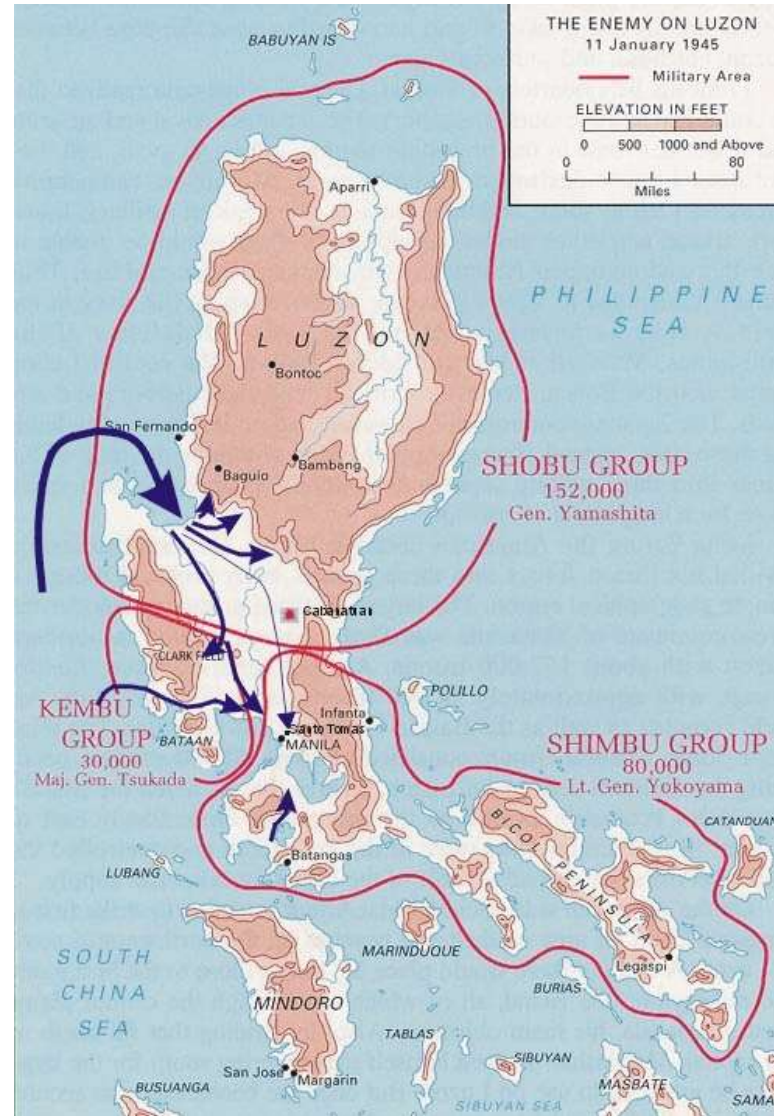 THE ENEMY ON LUZON
11 January 1945
Military Area
ELEVATION IN FEET
0 500 1000 and Above
0 80
Miles
BABUYAN IS
Aparri
PHILIPPINE
SEA
LUZON
Bontoc
San Fernando
Baguio
Bambang
SHOBU GROUP
152,000
Gen. Yamashita
Cabanatuan
CLARK FIELD
POLILLO
KEMBU
GROUP
30,000
Maj. Gen. Tsukada
BATAAN
Infanta
Santo Tomas
MANILA
SHIMBU GROUP
80,000
Lt. Gen. Yokoyama
CATANDUAN
BICOL PENINSULA
Batangas
LUBANG
MARINDUQUE
Legaspi
SOUTH
CHINA
SEA
BURIAS
MINDORO
TABLAS
SIBUYAN
San Jose
Margarin
BUSUANGA
MASBATE
SIBUYAN SEA
SAMA